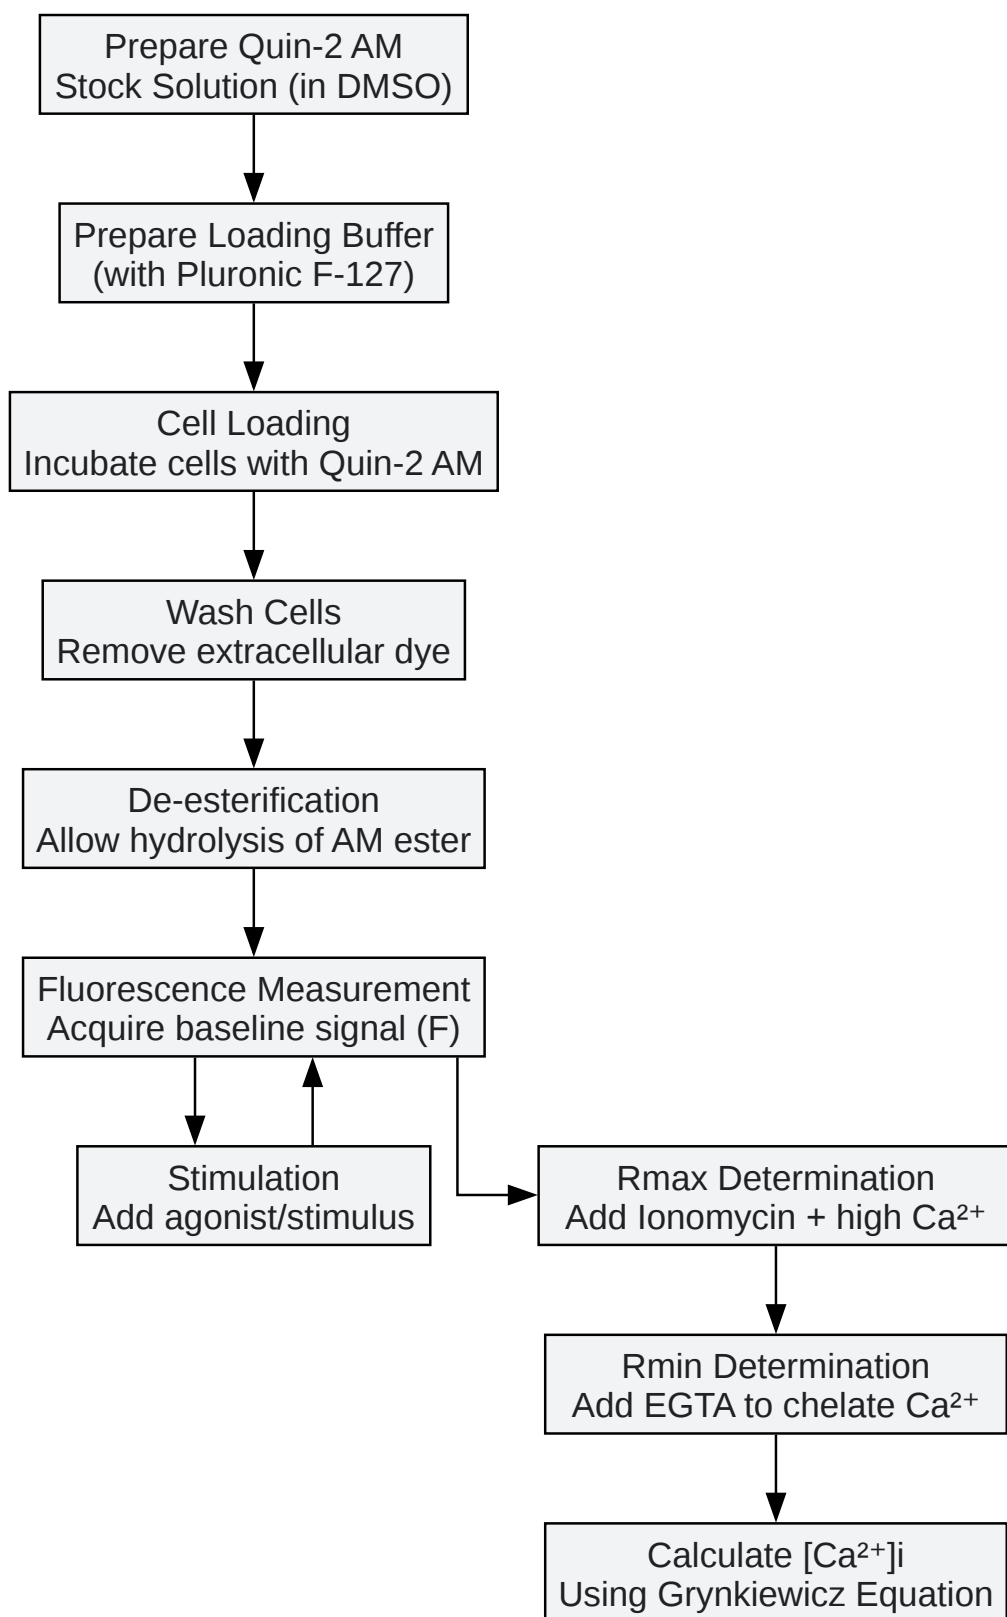 Prepare Quin-2 AM
Stock Solution (in DMSO)
Prepare Loading Buffer
(with Pluronic F-127)
Cell Loading
Incubate cells with Quin-2 AM
Wash Cells
Remove extracellular dye
De-esterification
Allow hydrolysis of AM ester
Fluorescence Measurement
Acquire baseline signal (F)
Stimulation
Add agonist/stimulus
Rmax Determination
Add Ionomycin + high Ca²⁺
Rmin Determination
Add EGTA to chelate Ca²⁺
Calculate [Ca²⁺]i
Using Grynkiewicz Equation